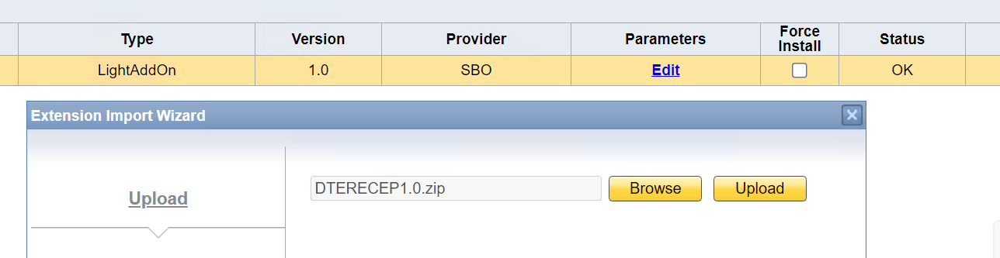 Type Version Provider Parameters Force Install Status
LightAddOn 1.0 SBO Edit OK
Extension Import Wizard
DTERECEP1.0.zip Browse Upload
Upload